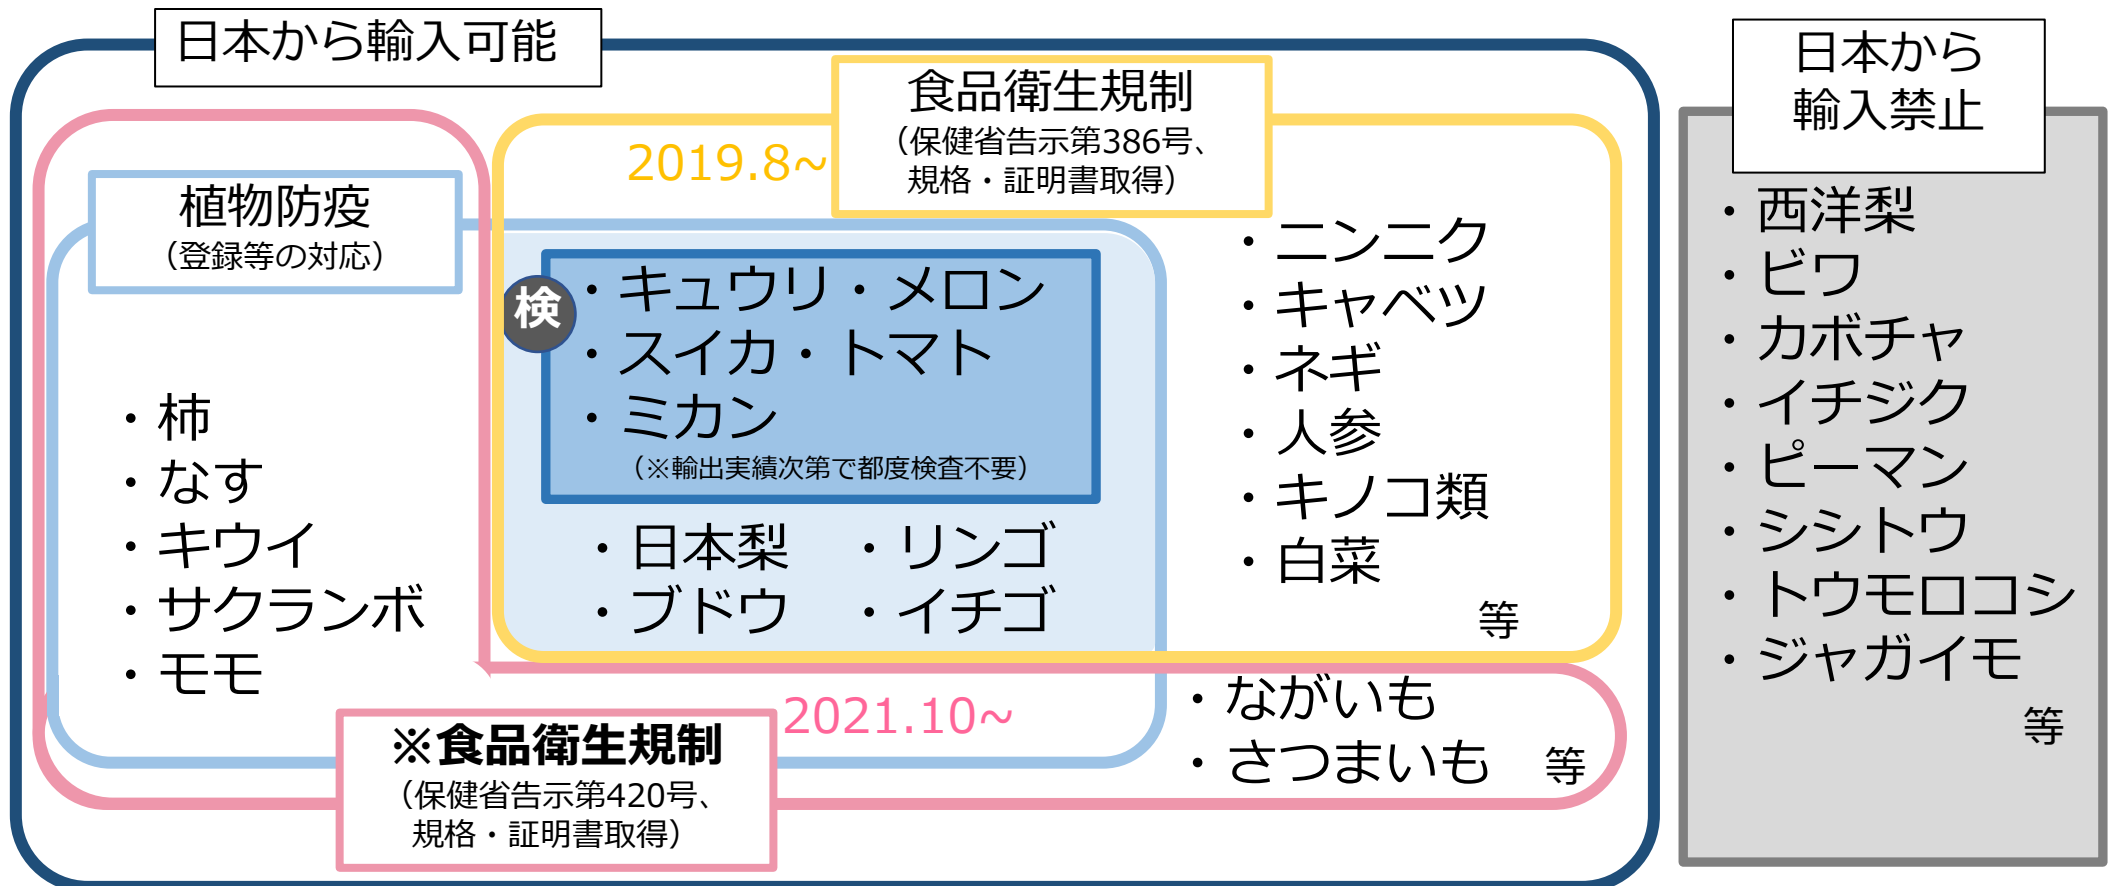 日本から輸入可能
食品衛生規制
（保健省告示第386号、
規格・証明書取得）
2019.8~
植物防疫
（登録等の対応）
検
・キュウリ・メロン
・スイカ・トマト
・ミカン
（※輸出実績次第で都度検査不要）
・日本梨　・リンゴ
・ブドウ　・イチゴ
・柿
・なす
・キウイ
・サクランボ
・モモ
・ニンニク
・キャベツ
・ネギ
・人参
・キノコ類
・白菜
等
※食品衛生規制
（保健省告示第420号、
規格・証明書取得）
2021.10~
・ながいも
・さつまいも　等
日本から
輸入禁止
・西洋梨
・ビワ
・カボチャ
・イチジク
・ピーマン
・シシトウ
・トウモロコシ
・ジャガイモ
等